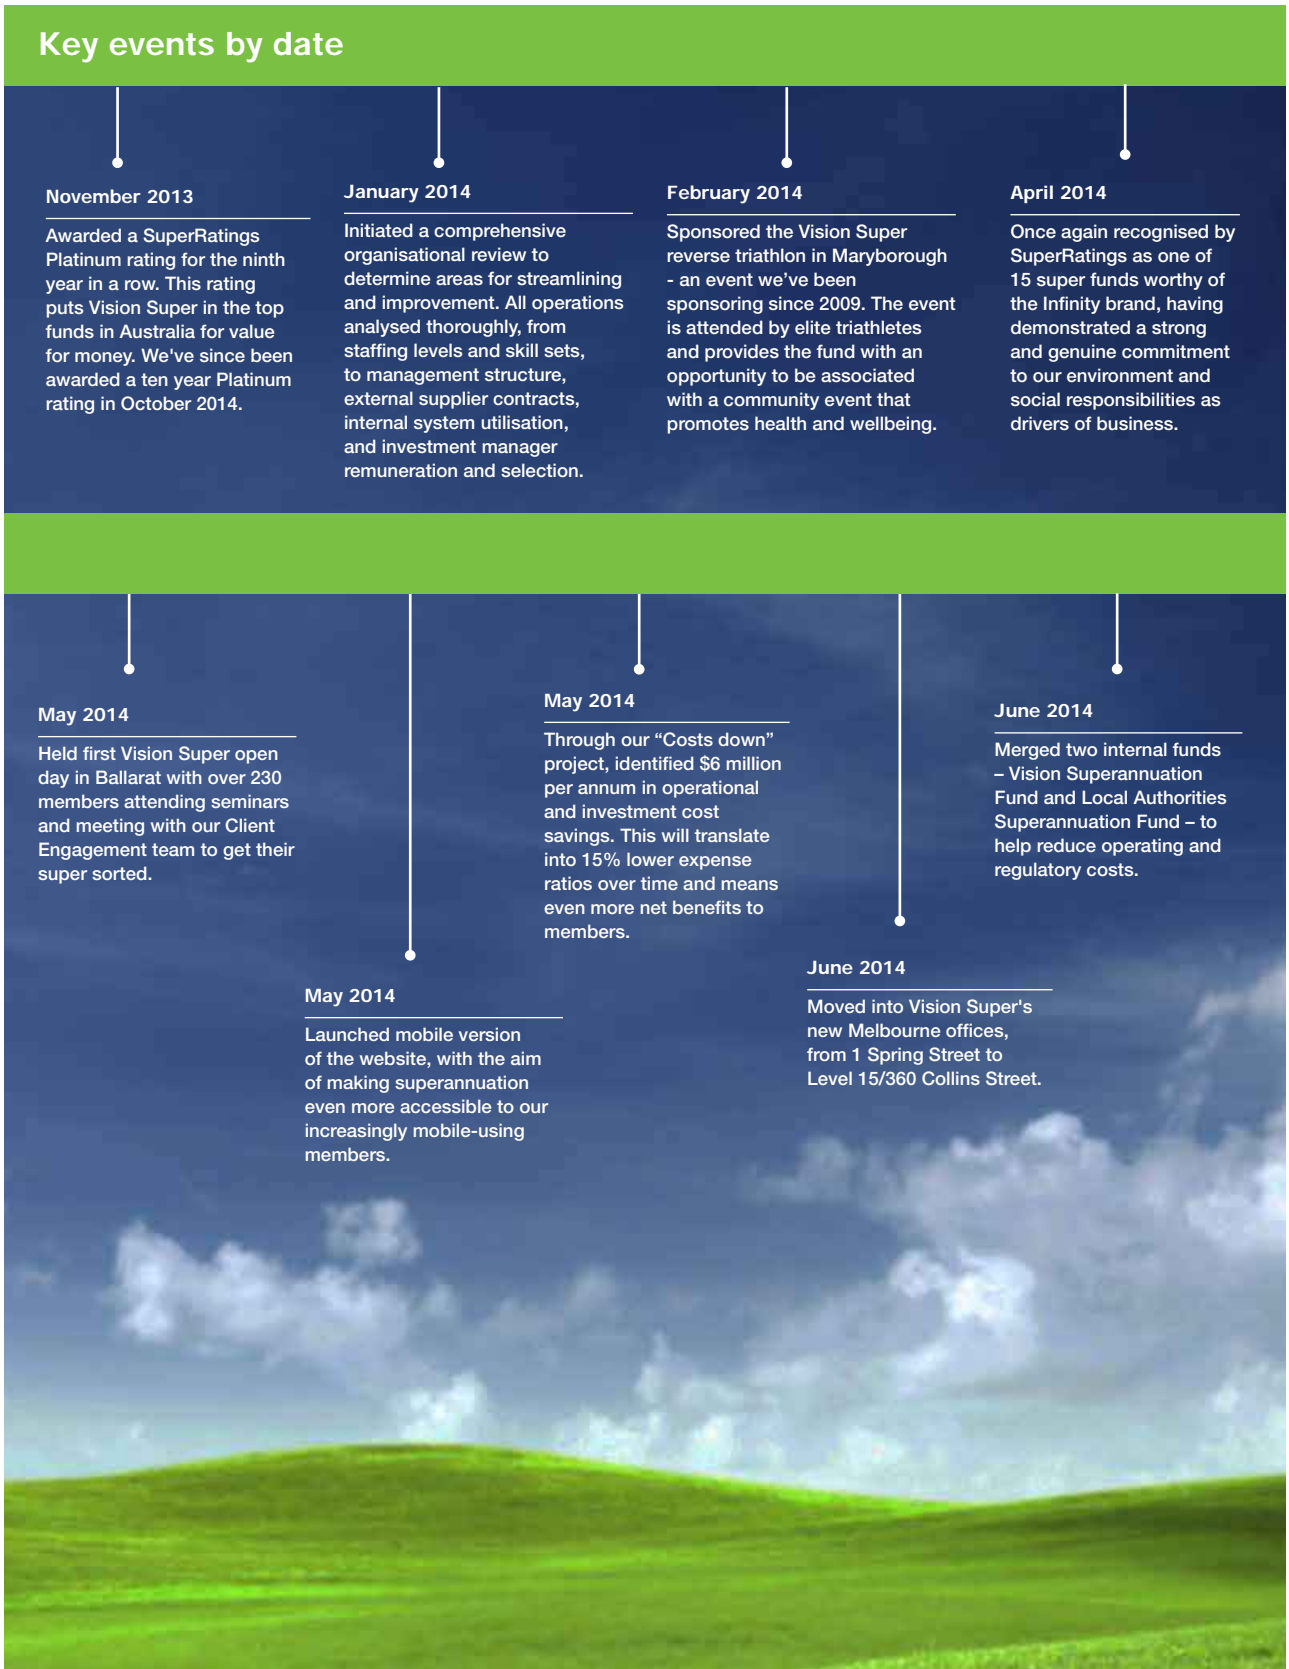 Key events by date
November 2013
Awarded a SuperRatings
Platinum rating for the ninth
year in a row. This rating
puts Vision Super in the top
funds in Australia for value
for money. We've since been
awarded a ten year Platinum
rating in October 2014.
January 2014
Initiated a comprehensive
organisational review to
determine areas for streamlining
and improvement. All operations
analysed thoroughly, from
staffing levels and skill sets,
to management structure,
external supplier contracts,
internal system utilisation,
and investment manager
remuneration and selection.
February 2014
Sponsored the Vision Super
reverse triathlon in Maryborough
- an event we've been
sponsoring since 2009. The event
is attended by elite triathletes
and provides the fund with an
opportunity to be associated
with a community event that
promotes health and wellbeing.
April 2014
Once again recognised by
SuperRatings as one of
15 super funds worthy of
the Infinity brand, having
demonstrated a strong
and genuine commitment
to our environment and
social responsibilities as
drivers of business.
May 2014
Held first Vision Super open
day in Ballarat with over 230
members attending seminars
and meeting with our Client
Engagement team to get their
super sorted.
May 2014
Launched mobile version
of the website, with the aim
of making superannuation
even more accessible to our
increasingly mobile-using
members.
May 2014
Through our “Costs down”
project, identified $6 million
per annum in operational
and investment cost
savings. This will translate
into 15% lower expense
ratios over time and means
even more net benefits to
members.
June 2014
Moved into Vision Super's
new Melbourne offices,
from 1 Spring Street to
Level 15/360 Collins Street.
June 2014
Merged two internal funds
– Vision Superannuation
Fund and Local Authorities
Superannuation Fund – to
help reduce operating and
regulatory costs.